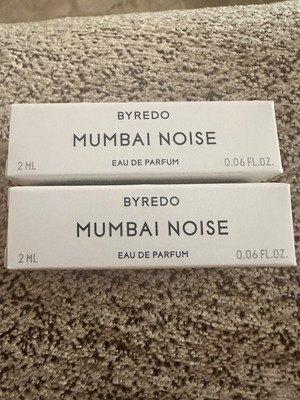 BYREDO
MUMBAI NOISE
2 ML EAU DE PARFUM 0.06 FL.OZ.
BYREDO
MUMBAI NOISE
2 ML EAU DE PARFUM 0.06 FL.OZ.